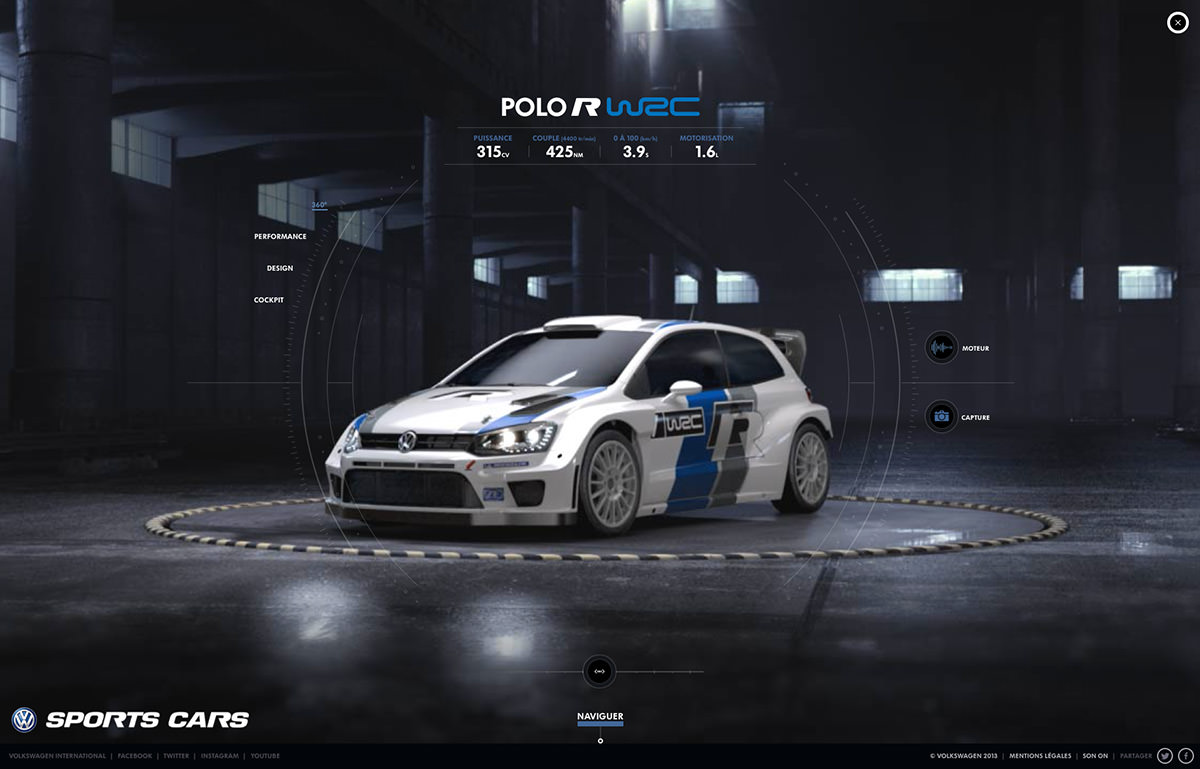 POLO R WRC
PUISSANCE COUPLE (4400 tr/min) 0 À 100 (km/h) MOTORISATION
315CV 425NM 3.9S 1.6L
360°
PERFORMANCE
DESIGN
COCKPIT
MOTEUR
CAPTURE
WRC R
NAVIGUER
SPORTS CARS
VOLKSWAGEN INTERNATIONAL | FACEBOOK | TWITTER | INSTAGRAM | YOUTUBE
© VOLKSWAGEN 2013 | MENTIONS LÉGALES | SON ON | PARTAGER